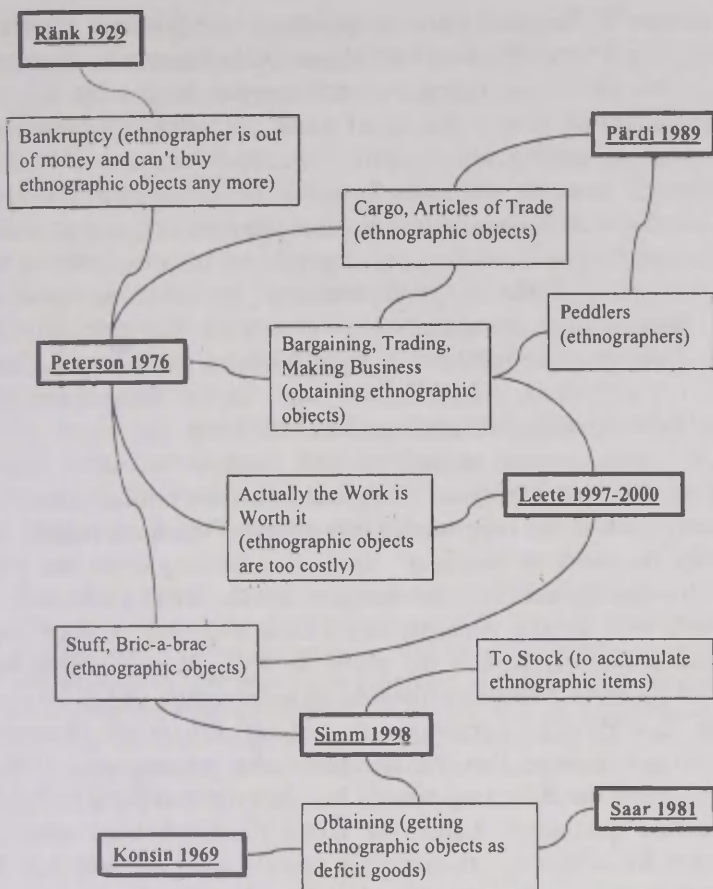 Ränk 1929
Bankruptcy (ethnographer is out
of money and can't buy
ethnographic objects any more)
Pärdi 1989
Cargo, Articles of Trade
(ethnographic objects)
Peterson 1976
Bargaining, Trading,
Making Business
(obtaining ethnographic
objects)
Peddlers
(ethnographers)
Actually the Work is
Worth it
(ethnographic objects
are too costly)
Leete 1997-2000
Stuff, Bric-a-brac
(ethnographic objects)
To Stock (to accumulate
ethnographic items)
Simm 1998
Saar 1981
Obtaining (getting
ethnographic objects as
deficit goods)
Konsin 1969